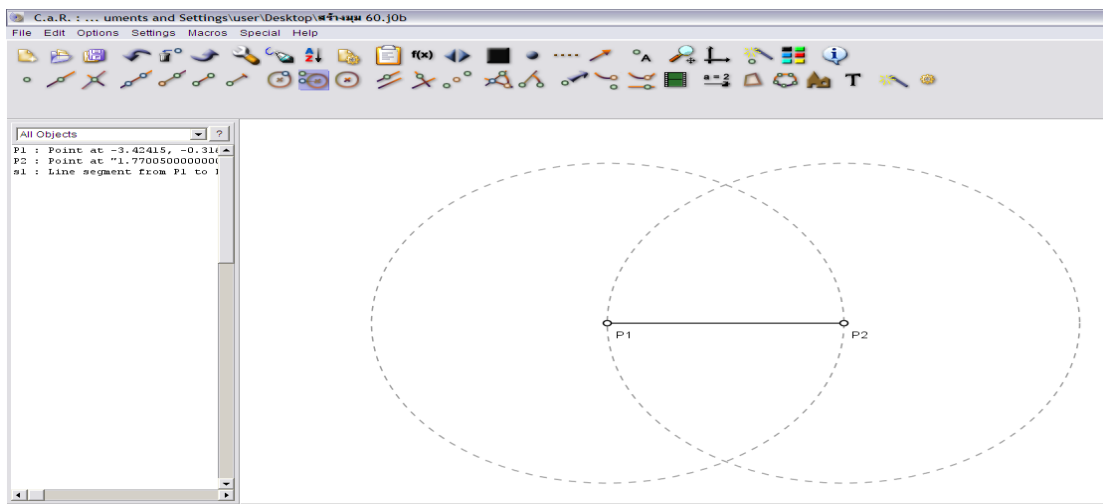 C.a.R. : ... uments and Settings\user\Desktop\สร้างมุม 60.j0b
File Edit Options Settings Macros Special Help
A Z f(x) A i
a = 2 T
All Objects ?
P1 : Point at -3.42415, -0.316
P2 : Point at "1.7700500000000
s1 : Line segment from P1 to
P1
P2